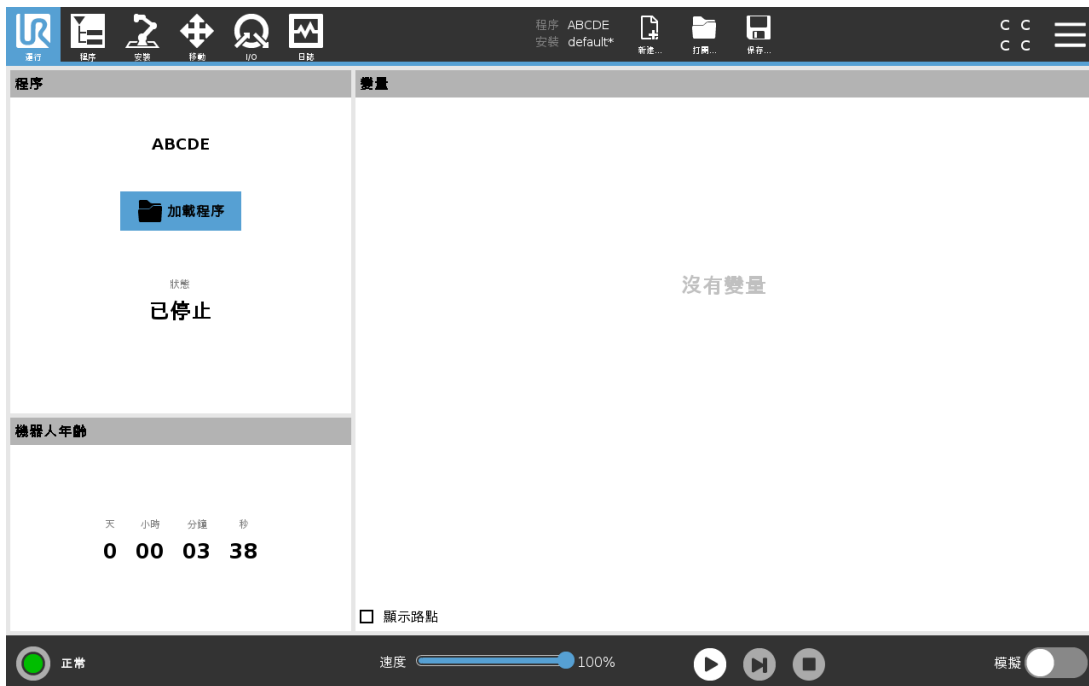 UR
運行
程序
安裝
移動
I/O
日誌
程序 ABCDE
安裝 default*
新建...
打開...
保存...
C C
C C
程序
ABCDE
加載程序
狀態
已停止
機器人年齡
天 小時 分鐘 秒
0 00 03 38
變量
沒有變量
顯示路點
正常
速度 100%
模擬